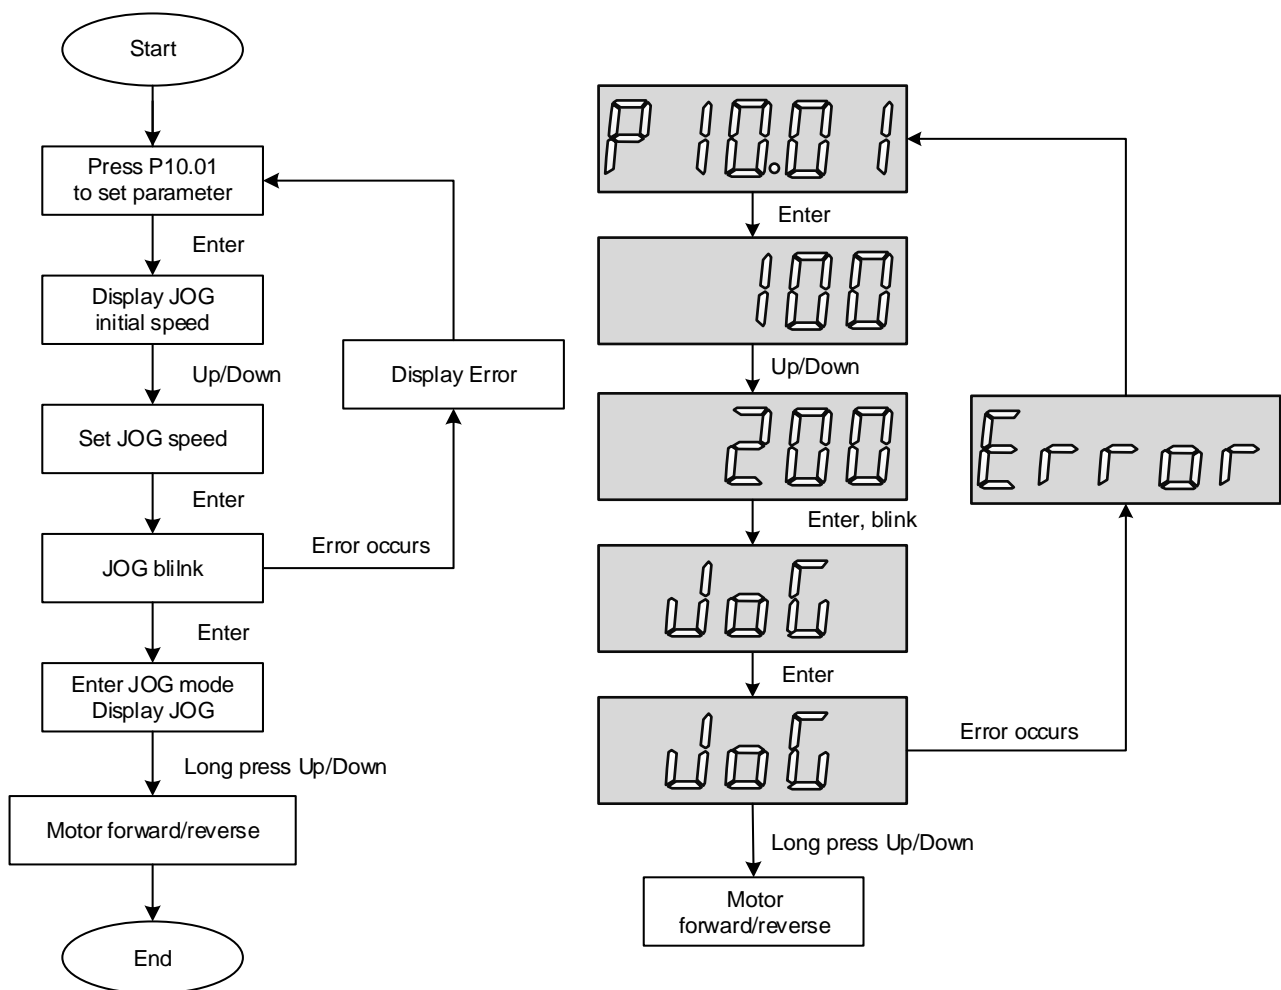 Start
Press P10.01
to set parameter
Enter
Display JOG
initial speed
Up/Down
Set JOG speed
Enter
JOG blilnk
Error occurs
Display Error
Enter
Enter JOG mode
Display JOG
Long press Up/Down
Motor forward/reverse
End
P10.01
Enter
100
Up/Down
200
Enter, blink
JoG
Enter
JoG
Error occurs
Error
Long press Up/Down
Motor
forward/reverse